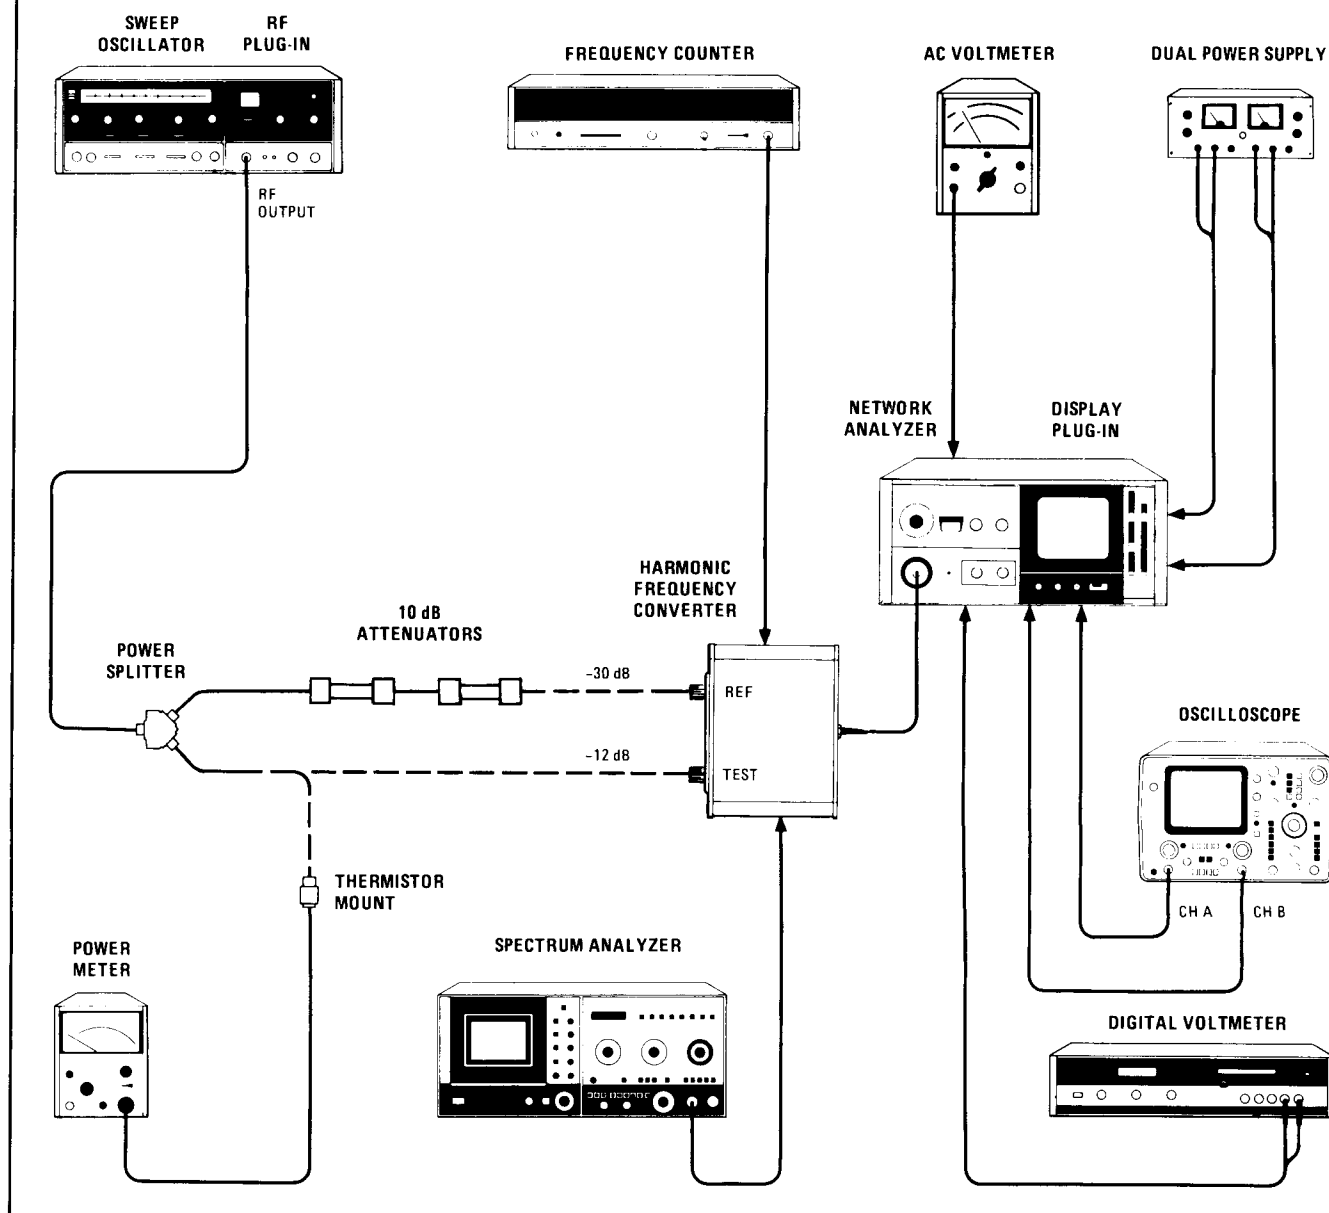 SWEEP
OSCILLATOR
RF
PLUG-IN
FREQUENCY COUNTER
AC VOLTMETER
DUAL POWER SUPPLY
RF
OUTPUT
NETWORK
ANALYZER
DISPLAY
PLUG-IN
HARMONIC
FREQUENCY
CONVERTER
10 dB
ATTENUATORS
POWER
SPLITTER
-30 dB
REF
-12 dB
TEST
OSCILLOSCOPE
THERMISTOR
MOUNT
CH A
CH B
POWER
METER
SPECTRUM ANALYZER
DIGITAL VOLTMETER